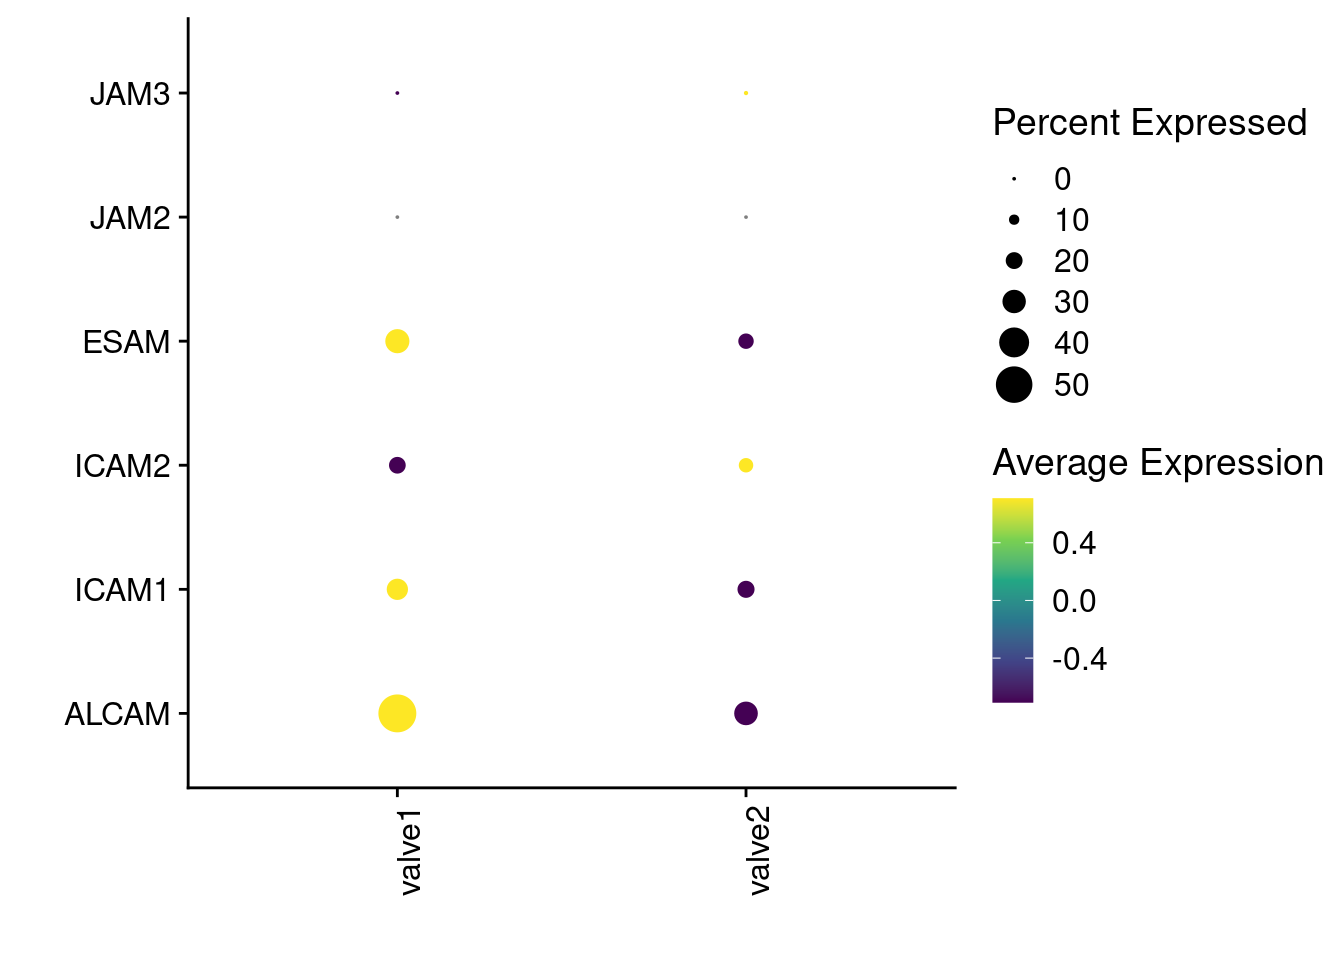 JAM3
JAM2
ESAM
ICAM2
ICAM1
ALCAM
valve1
valve2
Percent Expressed
0
10
20
30
40
50
Average Expression
0.4
0.0
-0.4